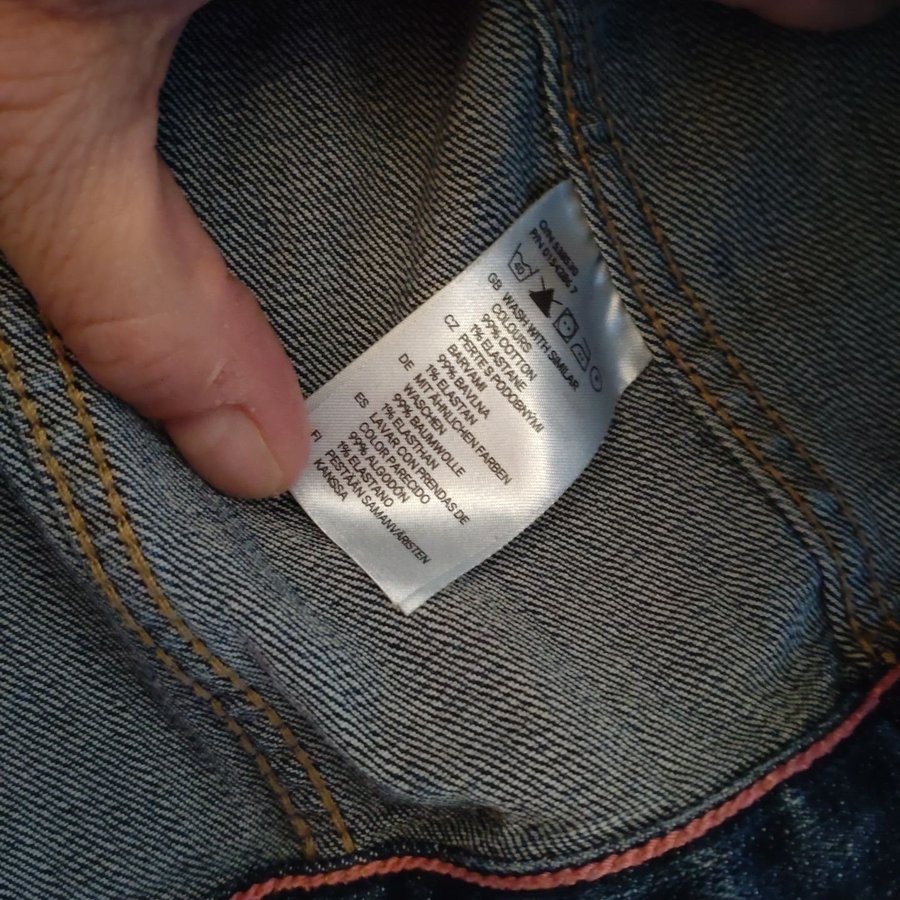 40
GB WASH WITH SIMILAR
COLOURS
99% COTTON
1% ELASTANE
CZ PERTE S PODOBNÝMI
BARVAMI
99% BAVLNA
1% ELASTAN
DE MIT ÄHNLICHEN FARBEN
WASCHEN
99% BAUMWOLLE
1% ELASTHAN
ES LAVAR CON PRENDAS DE
COLOR PARECIDO
99% ALGODÓN
1% ELASTANO
FI PESTÄÄN SAMANVÄRISTEN
KANSSA